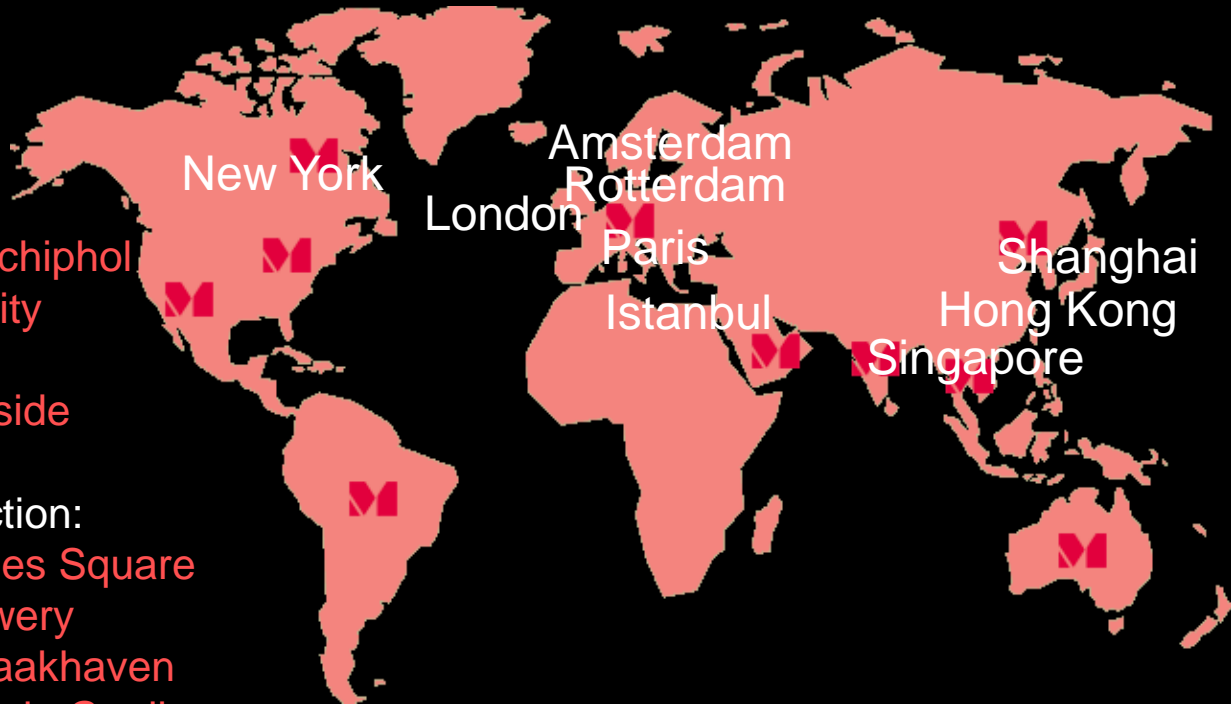 Amsterdam
New York
Rotterdam
London
Paris
chiphol
Shanghai
ity
Istanbul
Hong Kong
Singapore
side
ction:
es Square
wery
aakhaven